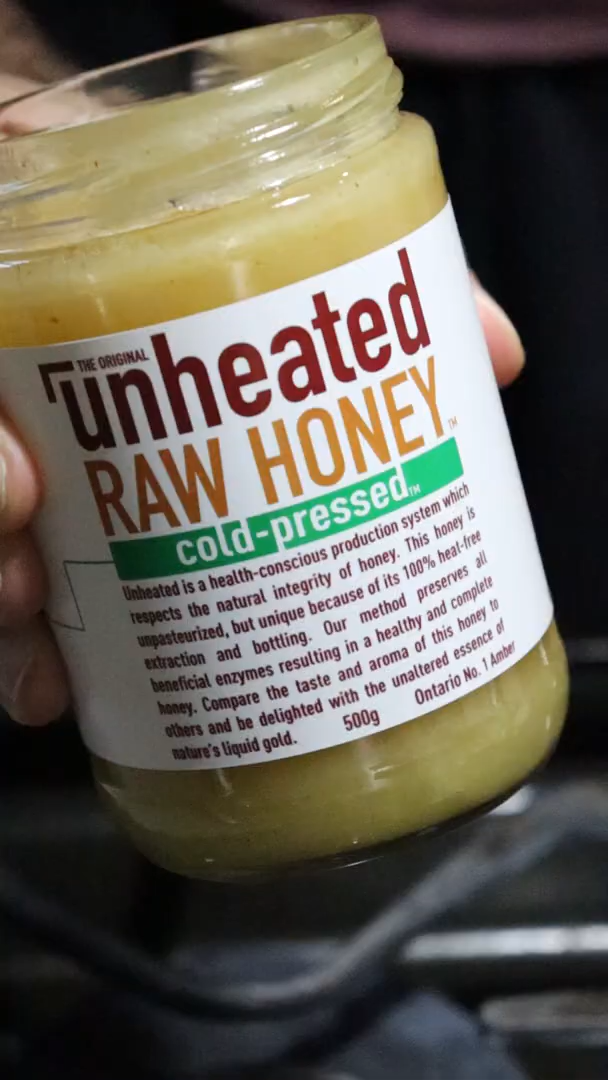 THE ORIGINAL
unheated
RAW HONEY™
cold-pressed™
Unheated is a health-conscious production system which
respects the natural integrity of honey. This honey is
unpasteurized, but unique because of its 100% heat-free
extraction and bottling. Our method preserves all
beneficial enzymes resulting in a healthy and complete
honey. Compare the taste and aroma of this honey to
others and be delighted with the unaltered essence of
nature's liquid gold. 500g Ontario No. 1 Amber